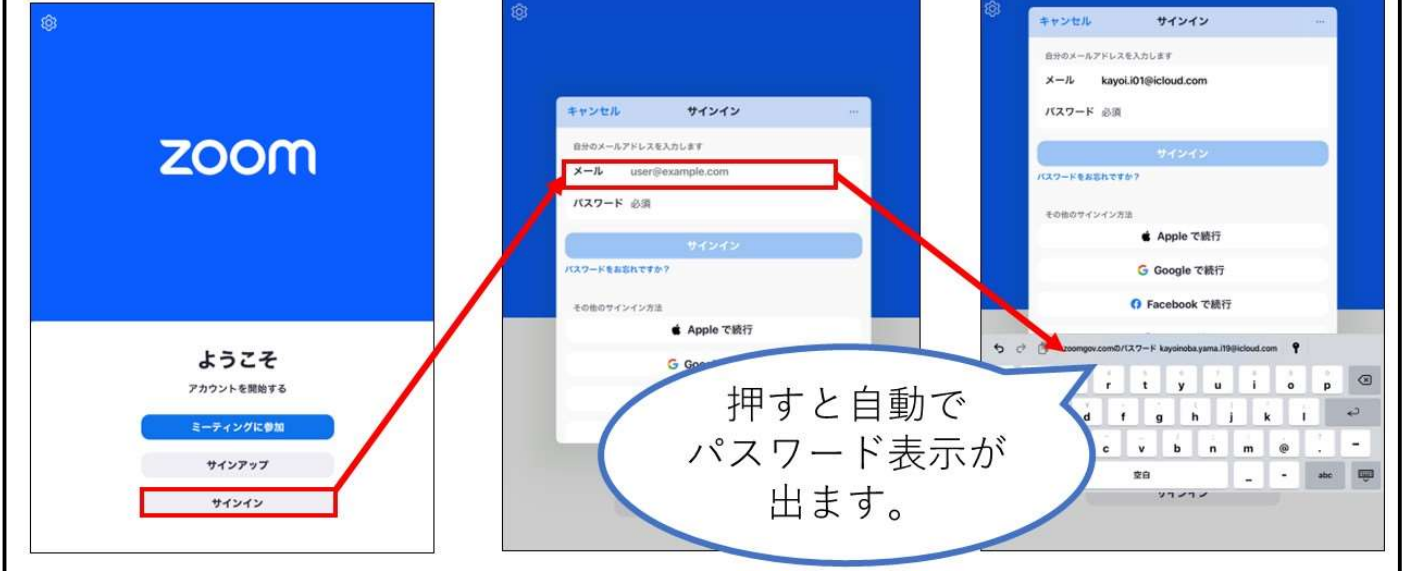 zoom
ようこそ
アカウントを開始する
ミーティングに参加
サインアップ
サインイン
キャンセル サインイン ...
自分のメールアドレスを入力します
メール user@example.com
パスワード 必須
サインイン
パスワードをお忘れですか？
その他のサインイン方法
Apple で続行
キャンセル サインイン ...
自分のメールアドレスを入力します
メール kayoi.i01@icloud.com
パスワード 必須
サインイン
パスワードをお忘れですか？
その他のサインイン方法
Apple で続行
Google で続行
Facebook で続行
zoomgov.comのパスワード kayoinoba.yama.i19@icloud.com
r t y u i o p
d f g h j k l
c v b n m @ . -
空白 _ - abc
サインイン
押すと自動で
パスワード表示が
出ます。